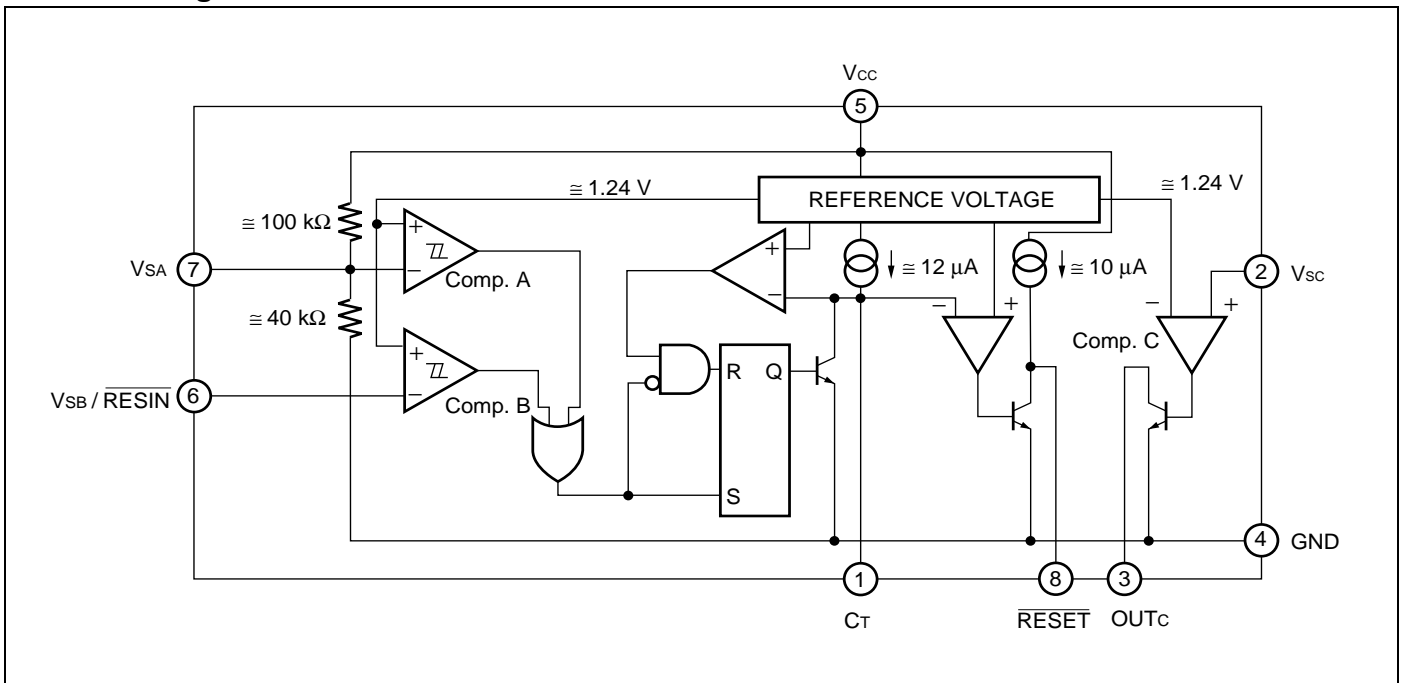 VCC
5
≅ 1.24 V
REFERENCE VOLTAGE
≅ 1.24 V
≅ 100 kΩ
+
−
Comp. A
+
−
≅ 12 μA
≅ 10 μA
VSA
7
2
VSC
≅ 40 kΩ
+
−
Comp. B
−
+
−
+
Comp. C
VSB / RESIN
6
R
Q
S
4
GND
1
8
3
CT
RESET
OUTC